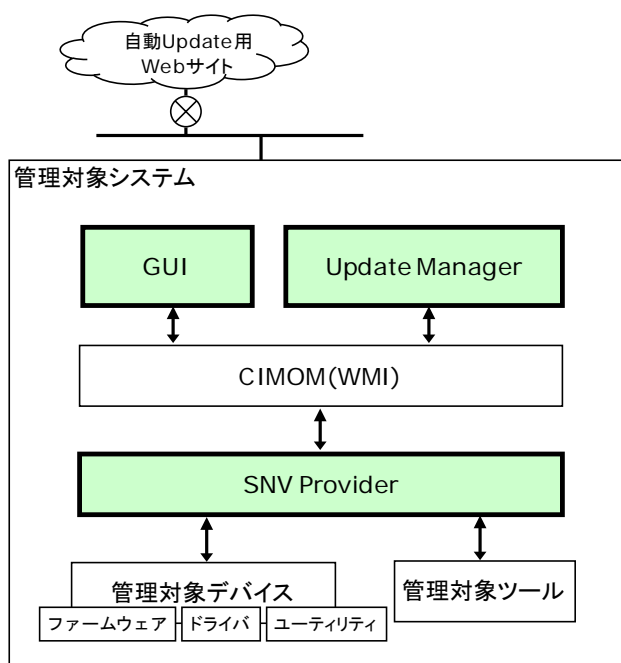 自動Update用
Webサイト
管理対象システム
GUI
Update Manager
CIMOM(WMI)
SNV Provider
管理対象デバイス
管理対象ツール
ファームウェア
ドライバ
ユーティリティ